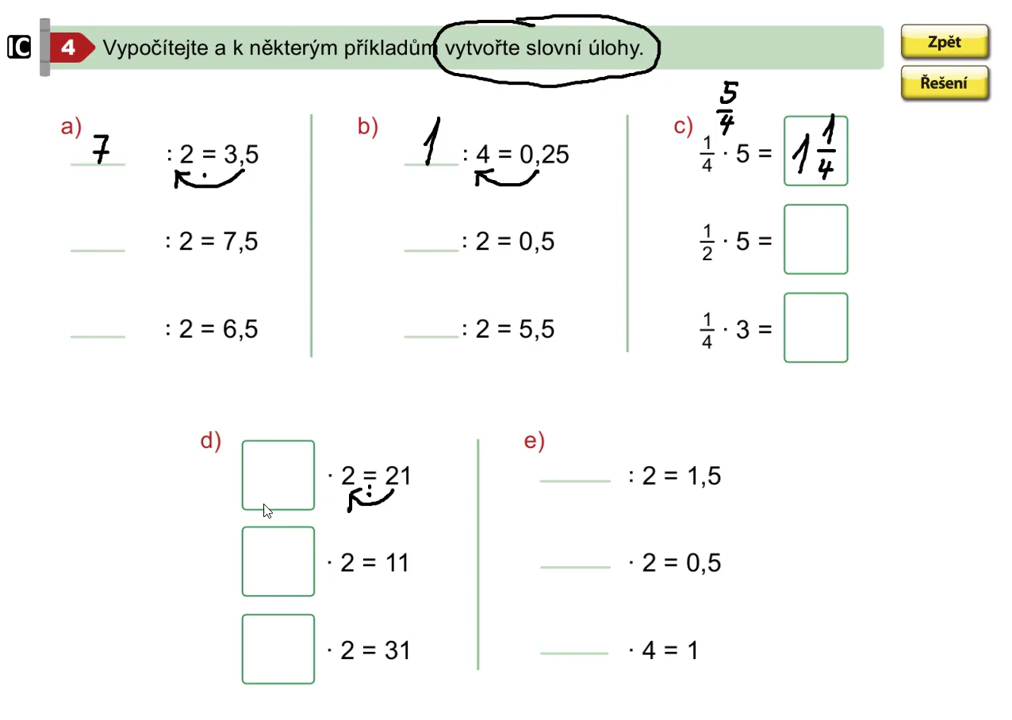 IC 4 Vypočítejte a k některým příkladům vytvořte slovní úlohy.
Zpět
Řešení
a)
7 : 2 = 3,5
: 2 = 7,5
: 2 = 6,5
b)
1 : 4 = 0,25
: 2 = 0,5
: 2 = 5,5
c)
5/4
1/4 · 5 = 1 1/4
1/2 · 5 =
1/4 · 3 =
d)
· 2 = 21
· 2 = 11
· 2 = 31
e)
: 2 = 1,5
· 2 = 0,5
· 4 = 1